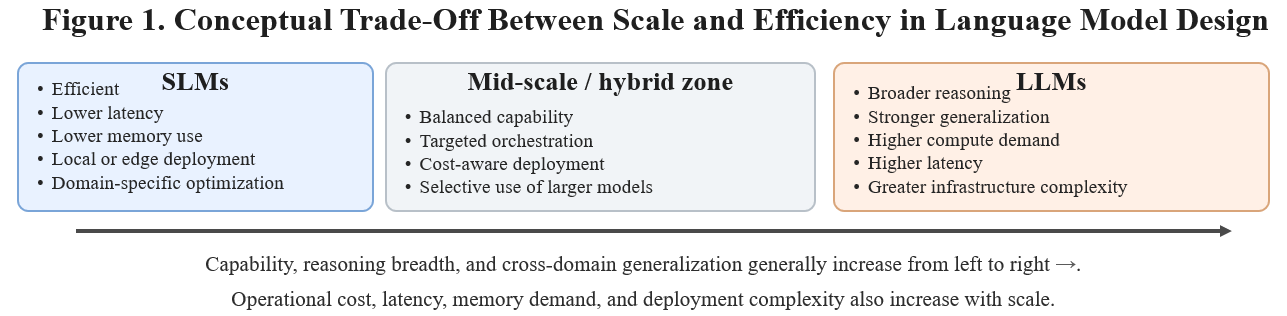 Figure 1. Conceptual Trade-Off Between Scale and Efficiency in Language Model Design
SLMs
• Efficient
• Lower latency
• Lower memory use
• Local or edge deployment
• Domain-specific optimization
Mid-scale / hybrid zone
• Balanced capability
• Targeted orchestration
• Cost-aware deployment
• Selective use of larger models
LLMs
• Broader reasoning
• Stronger generalization
• Higher compute demand
• Higher latency
• Greater infrastructure complexity
Capability, reasoning breadth, and cross-domain generalization generally increase from left to right →.
Operational cost, latency, memory demand, and deployment complexity also increase with scale.